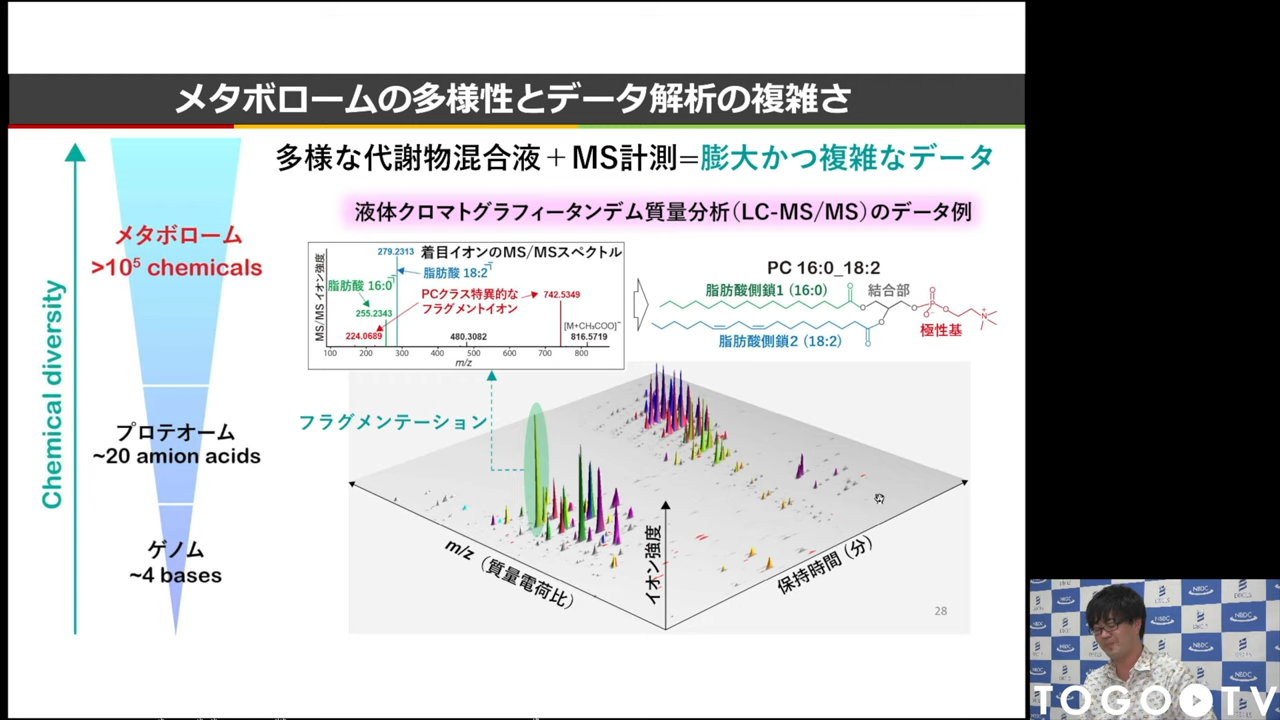 メタボロームの多様性とデータ解析の複雑さ
多様な代謝物混合液＋MS計測=膨大かつ複雑なデータ
液体クロマトグラフィータンデム質量分析(LC-MS/MS)のデータ例
Chemical diversity
メタボローム
>10⁵ chemicals
プロテオーム
~20 amion acids
ゲノム
~4 bases
着目イオンのMS/MSスペクトル
MS/MS イオン強度
279.2313
脂肪酸 18:2⁻
脂肪酸 16:0⁻
255.2343
PCクラス特異的な
フラグメントイオン
742.5349
224.0689
480.3082
[M+CH₃COO]⁻
816.5719
100 200 300 400 500 600 700 800
m/z
PC 16:0_18:2
脂肪酸側鎖1 (16:0)
結合部
極性基
脂肪酸側鎖2 (18:2)
フラグメンテーション
m/z (質量電荷比)
イオン強度
保持時間 (分)
28
NBDC
DBCLS
TOGOTV